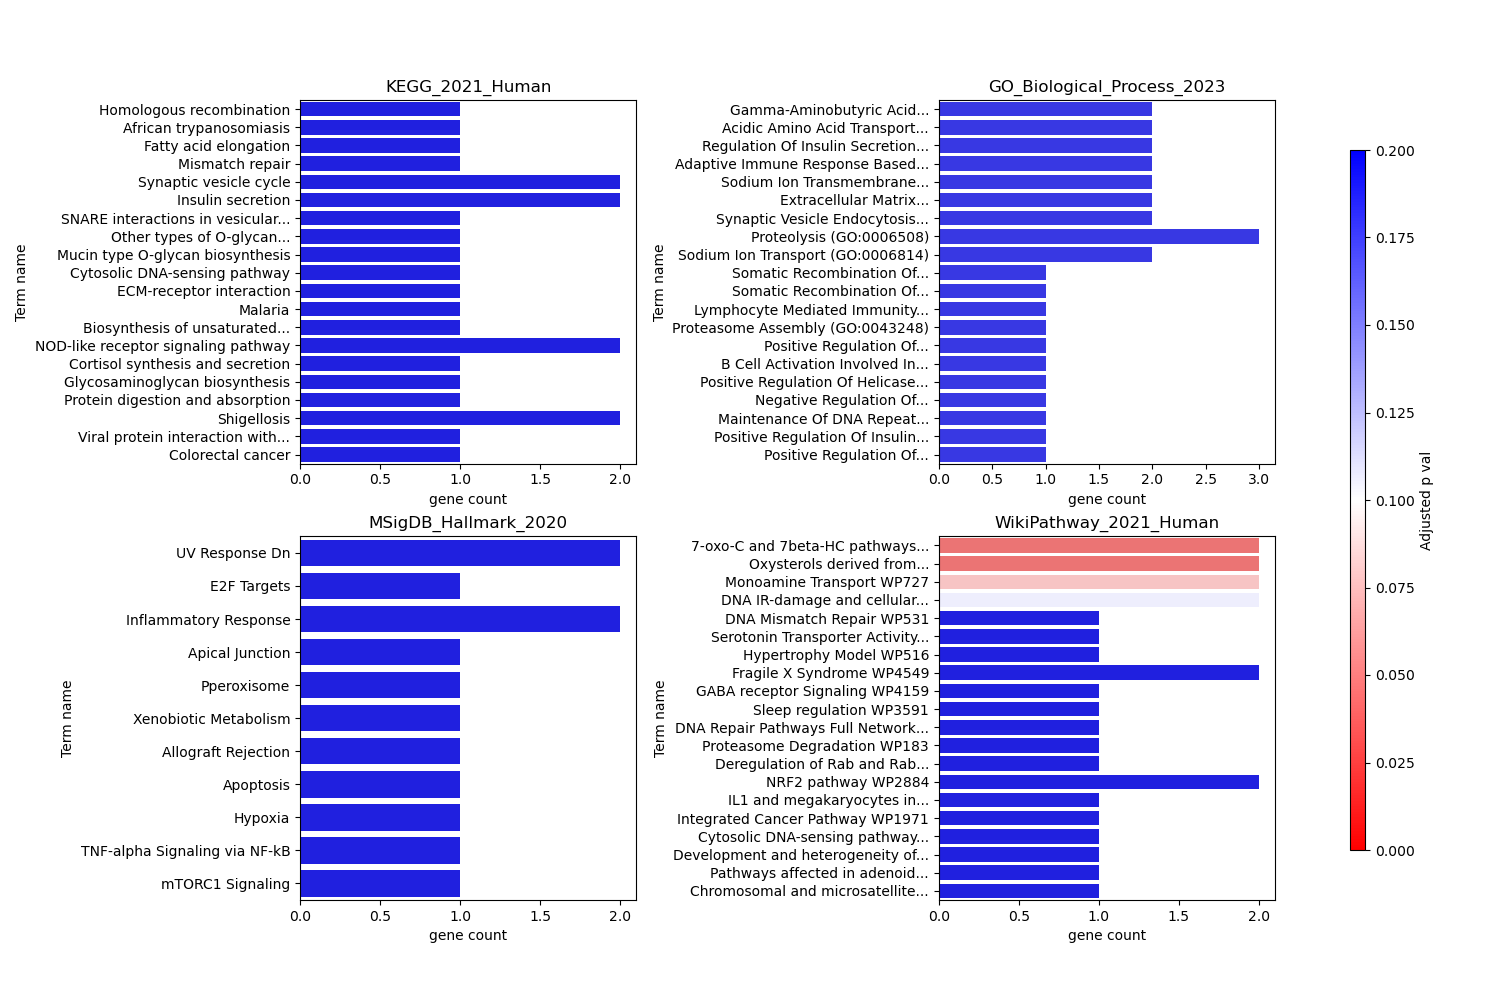 KEGG_2021_Human
Term name
Homologous recombination
African trypanosomiasis
Fatty acid elongation
Mismatch repair
Synaptic vesicle cycle
Insulin secretion
SNARE interactions in vesicular...
Other types of O-glycan...
Mucin type O-glycan biosynthesis
Cytosolic DNA-sensing pathway
ECM-receptor interaction
Malaria
Biosynthesis of unsaturated...
NOD-like receptor signaling pathway
Cortisol synthesis and secretion
Glycosaminoglycan biosynthesis
Protein digestion and absorption
Shigellosis
Viral protein interaction with...
Colorectal cancer
0.0 0.5 1.0 1.5 2.0
gene count
GO_Biological_Process_2023
Term name
Gamma-Aminobutyric Acid...
Acidic Amino Acid Transport...
Regulation Of Insulin Secretion...
Adaptive Immune Response Based...
Sodium Ion Transmembrane...
Extracellular Matrix...
Synaptic Vesicle Endocytosis...
Proteolysis (GO:0006508)
Sodium Ion Transport (GO:0006814)
Somatic Recombination Of...
Somatic Recombination Of...
Lymphocyte Mediated Immunity...
Proteasome Assembly (GO:0043248)
Positive Regulation Of...
B Cell Activation Involved In...
Positive Regulation Of Helicase...
Negative Regulation Of...
Maintenance Of DNA Repeat...
Positive Regulation Of Insulin...
Positive Regulation Of...
0.0 0.5 1.0 1.5 2.0 2.5 3.0
gene count
MSigDB_Hallmark_2020
Term name
UV Response Dn
E2F Targets
Inflammatory Response
Apical Junction
Pperoxisome
Xenobiotic Metabolism
Allograft Rejection
Apoptosis
Hypoxia
TNF-alpha Signaling via NF-kB
mTORC1 Signaling
0.0 0.5 1.0 1.5 2.0
gene count
WikiPathway_2021_Human
Term name
7-oxo-C and 7beta-HC pathways...
Oxysterols derived from...
Monoamine Transport WP727
DNA IR-damage and cellular...
DNA Mismatch Repair WP531
Serotonin Transporter Activity...
Hypertrophy Model WP516
Fragile X Syndrome WP4549
GABA receptor Signaling WP4159
Sleep regulation WP3591
DNA Repair Pathways Full Network...
Proteasome Degradation WP183
Deregulation of Rab and Rab...
NRF2 pathway WP2884
IL1 and megakaryocytes in...
Integrated Cancer Pathway WP1971
Cytosolic DNA-sensing pathway...
Development and heterogeneity of...
Pathways affected in adenoid...
Chromosomal and microsatellite...
0.0 0.5 1.0 1.5 2.0
gene count
0.200
0.175
0.150
0.125
0.100
0.075
0.050
0.025
0.000
Adjusted p val